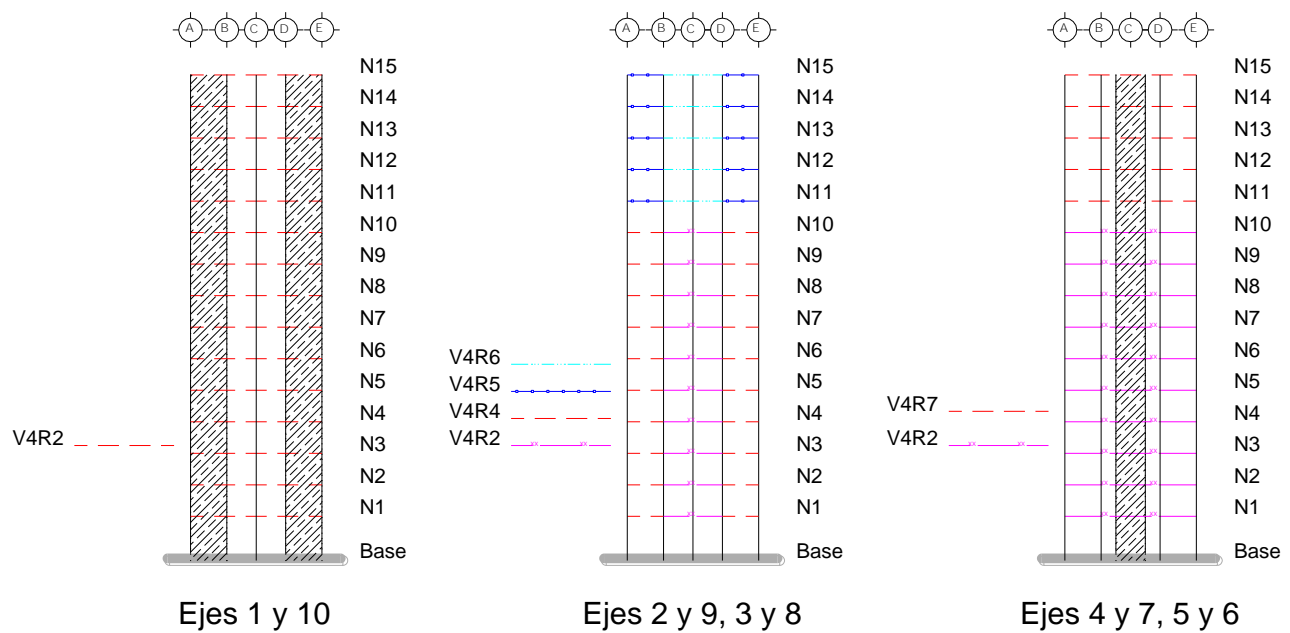 A B C D E
N15
N14
N13
N12
N11
N10
N9
N8
N7
N6
N5
N4
N3
N2
N1
Base
V4R2
Ejes 1 y 10
A B C D E
N15
N14
N13
N12
N11
N10
N9
N8
N7
N6
N5
N4
N3
N2
N1
Base
V4R6
V4R5
V4R4
V4R2
Ejes 2 y 9, 3 y 8
A B C D E
N15
N14
N13
N12
N11
N10
N9
N8
N7
N6
N5
N4
N3
N2
N1
Base
V4R7
V4R2
Ejes 4 y 7, 5 y 6